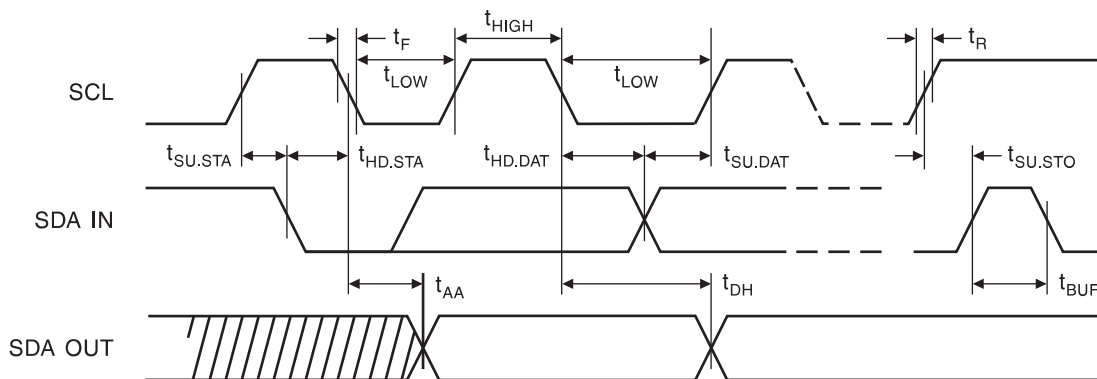 t_HIGH
t_F
t_R
SCL
t_LOW
t_LOW
t_SU.STA
t_HD.STA
t_HD.DAT
t_SU.DAT
t_SU.STO
SDA IN
t_AA
t_DH
t_BUF
SDA OUT